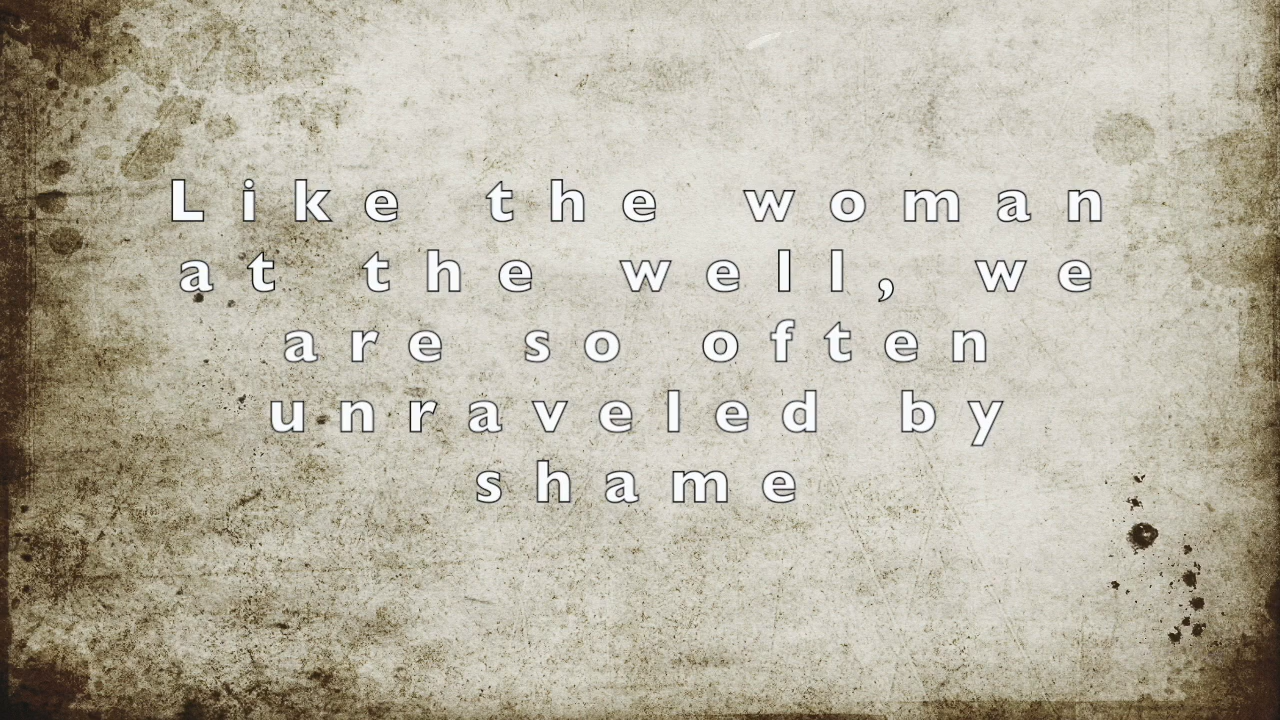 Like the woman
at the well, we
are so often
unraveled by
shame